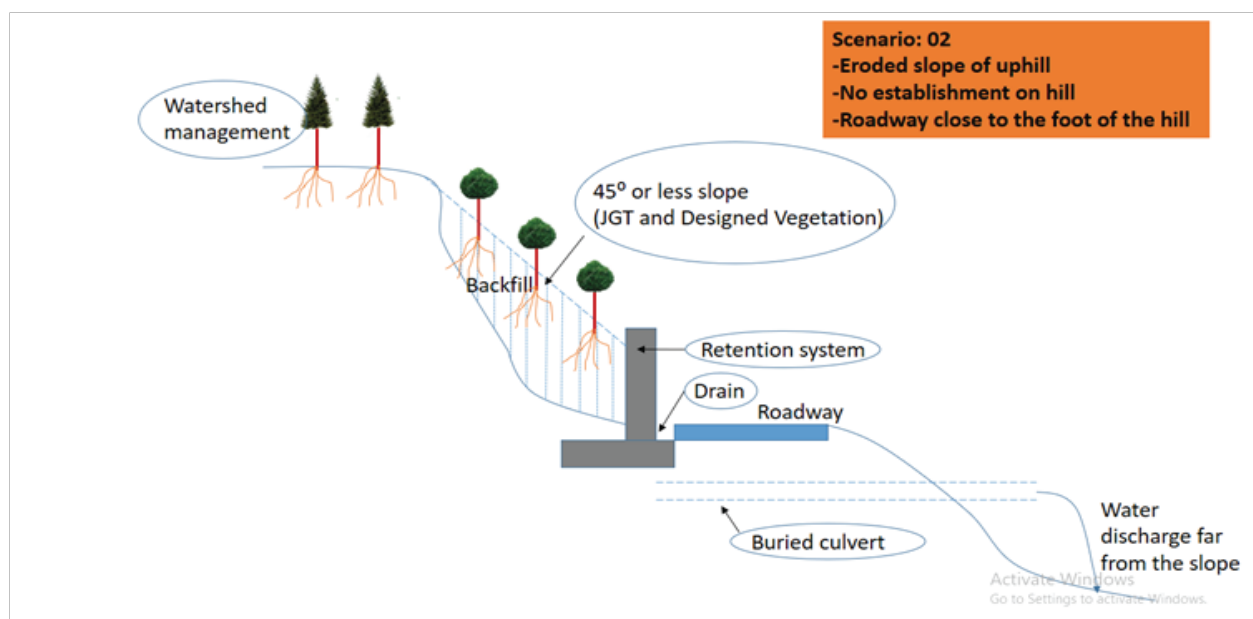 Scenario: 02
-Eroded slope of uphill
-No establishment on hill
-Roadway close to the foot of the hill
Watershed
management
45⁰ or less slope
(JGT and Designed Vegetation)
Backfill
Retention system
Drain
Roadway
Buried culvert
Water
discharge far
from the slope
Activate Windows
Go to Settings to activate Windows.